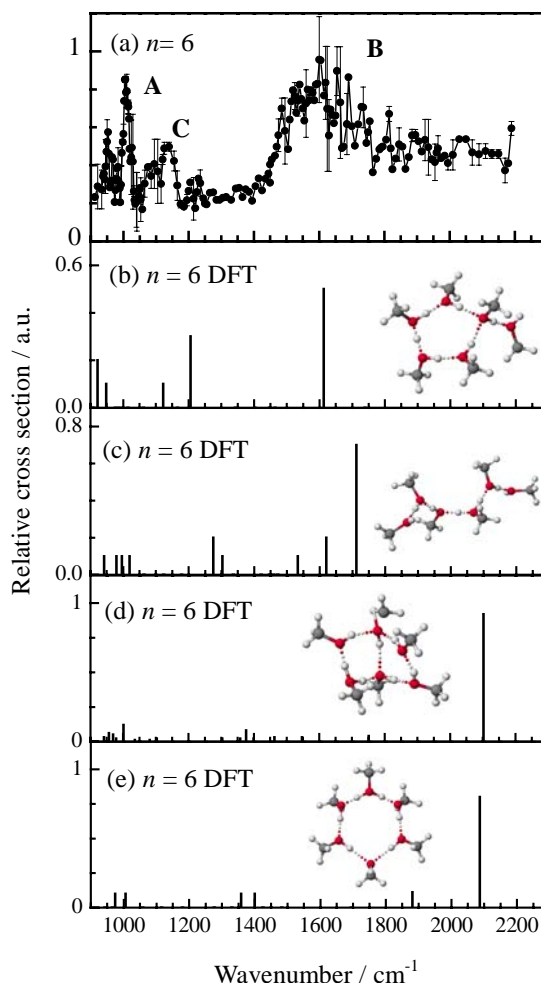 (a) n= 6
A
B
C
1
0
1
(b) n = 6 DFT
0.6
0.0
(c) n = 6 DFT
0.8
0.0
(d) n = 6 DFT
1
0
(e) n = 6 DFT
1
0
Relative cross section / a.u.
1000 1200 1400 1600 1800 2000 2200
Wavenumber / cm⁻¹